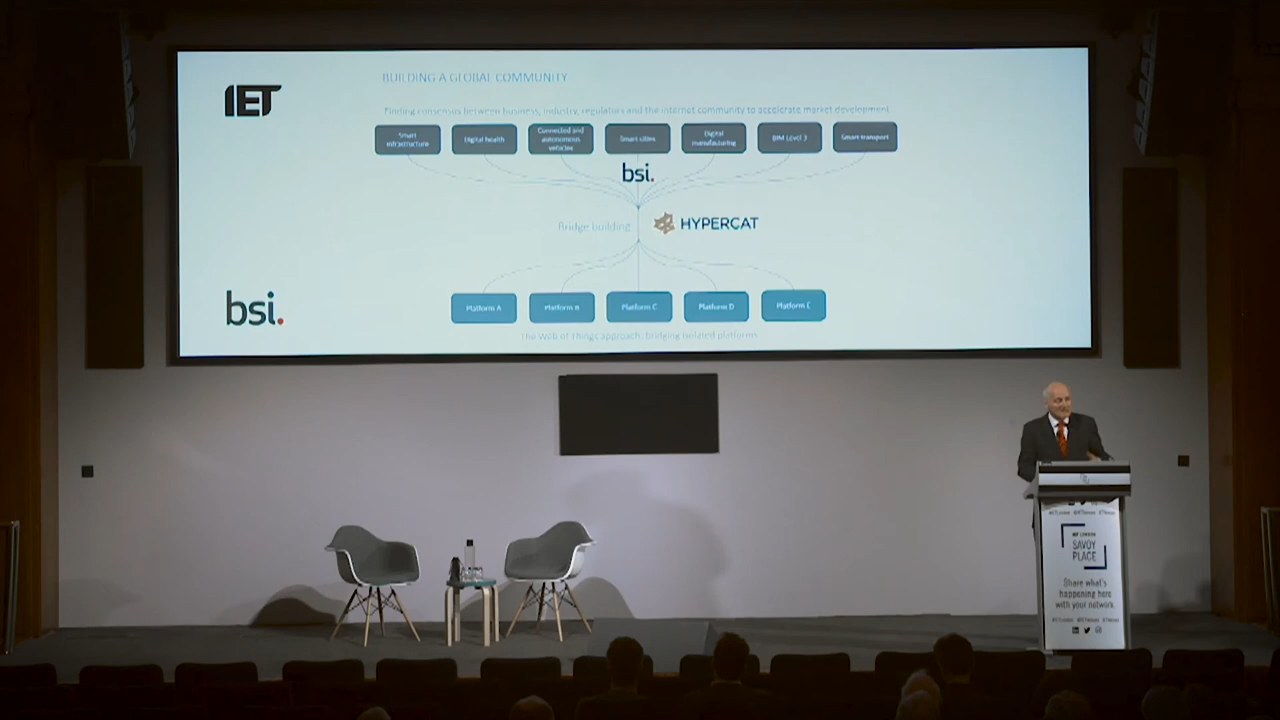 IET
BUILDING A GLOBAL COMMUNITY
Finding consensus between business, industry, regulators and the internet community to accelerate market development
Smart
infrastructure
Digital health
Connected and
autonomous
vehicles
Smart cities
Digital
manufacturing
BIM Level 3
Smart transport
bsi.
Bridge building
HYPERCAT
bsi.
Platform A
Platform B
Platform C
Platform D
Platform E
The Web of Things approach: Bridging isolated platforms
IET LONDON
SAVOY
PLACE
Share what's
happening here
with your network.